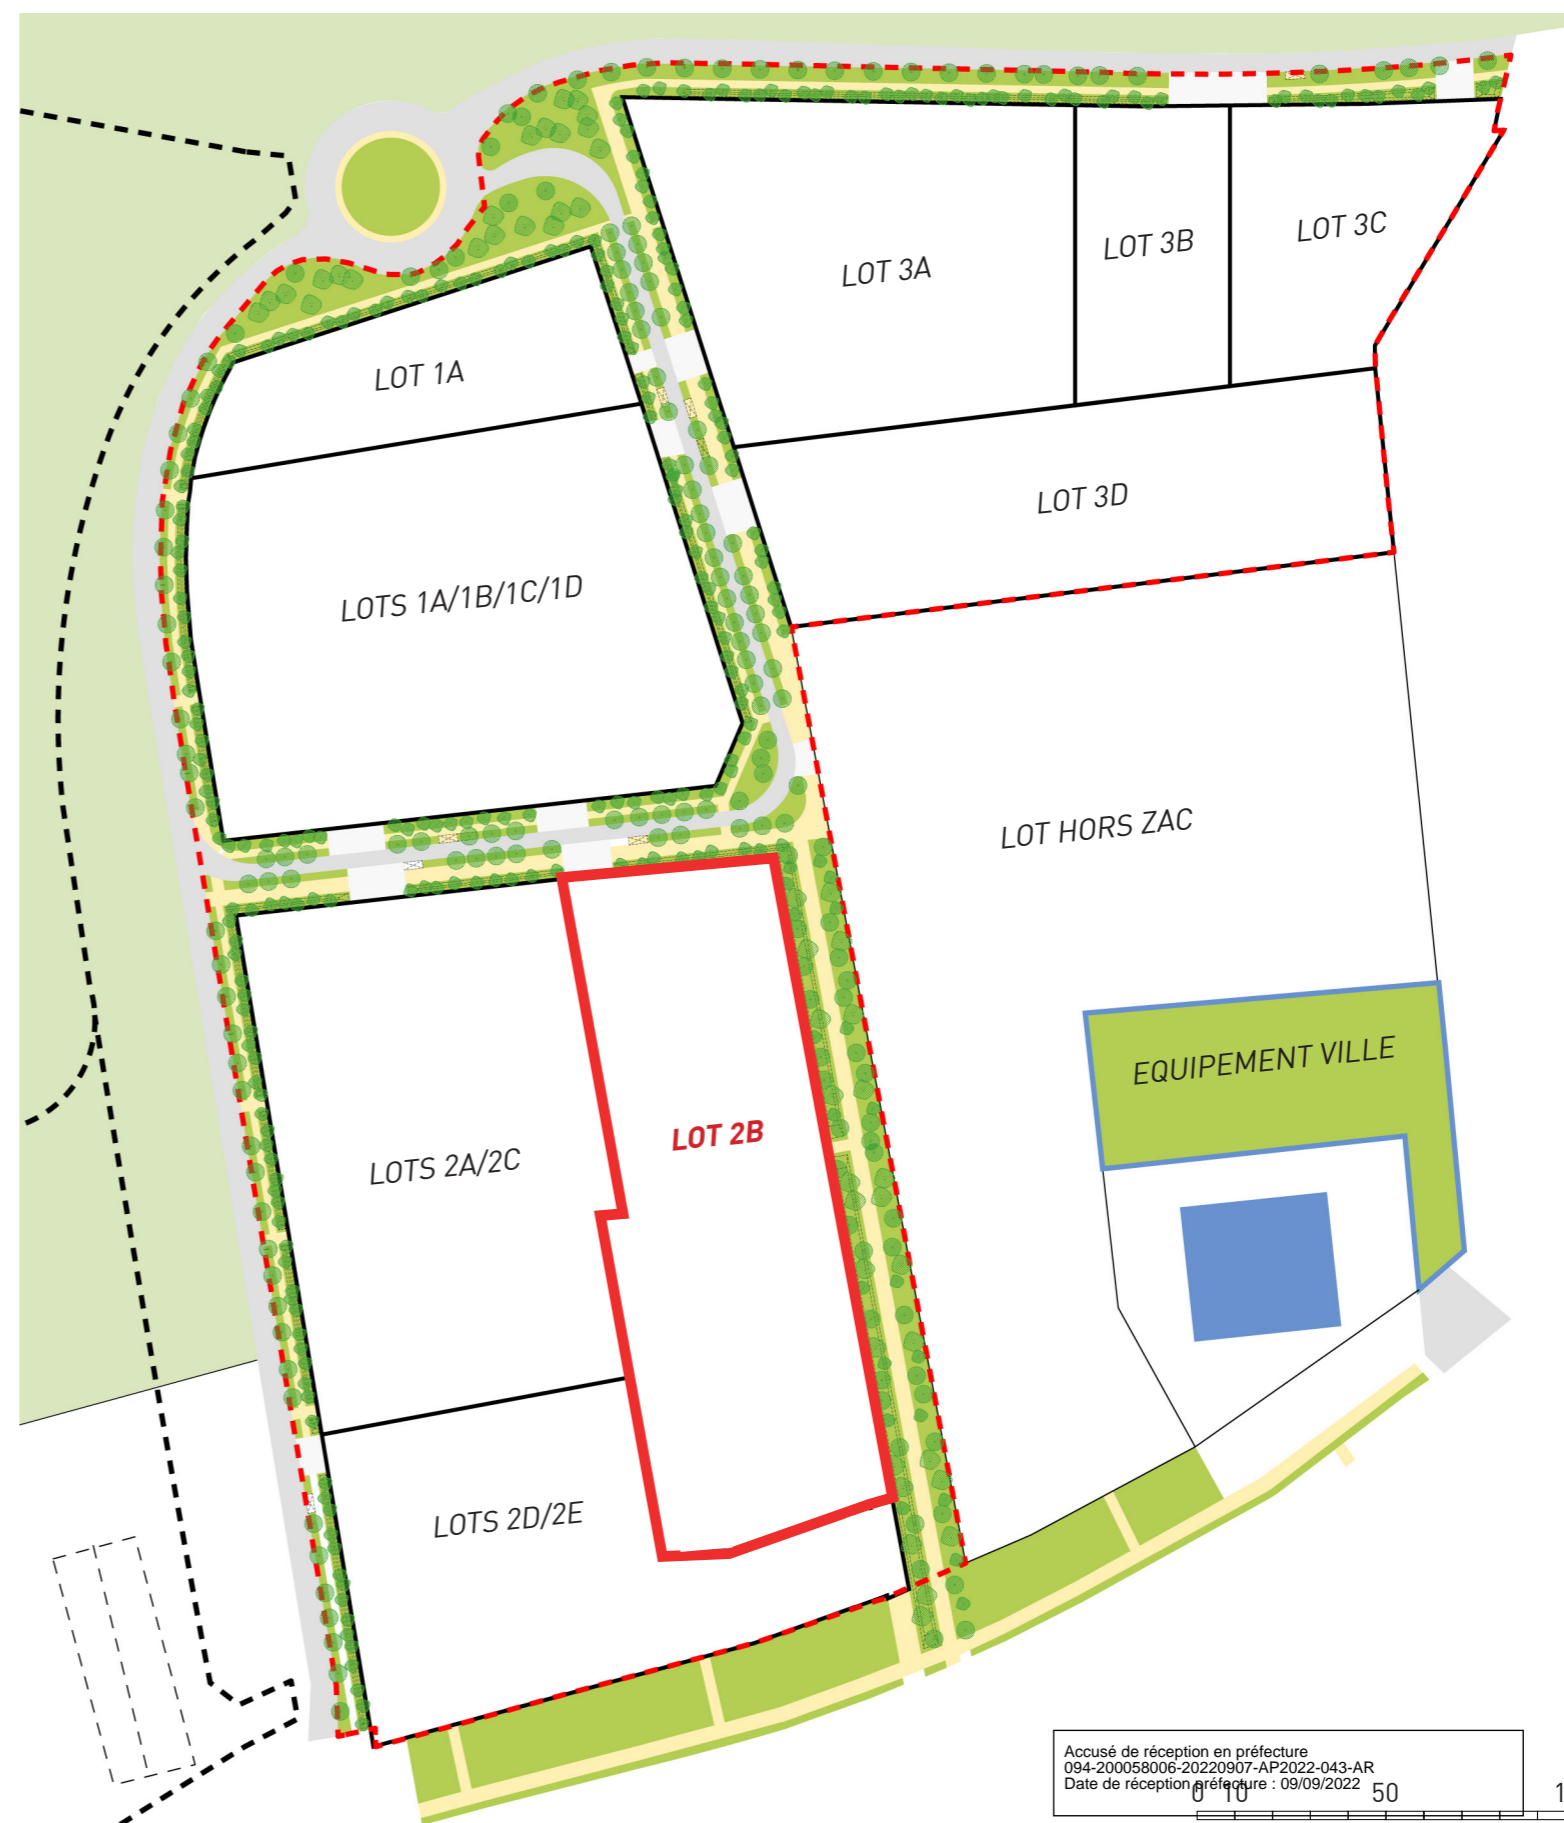 LOT 3A
LOT 3B
LOT 3C
LOT 1A
LOT 3D
LOTS 1A/1B/1C/1D
LOT HORS ZAC
EQUIPEMENT VILLE
LOT 2B
LOTS 2A/2C
LOTS 2D/2E
Accusé de réception en préfecture
094-200058006-20220907-AP2022-043-AR
Date de réception préfecture : 09/09/2022
0 10 50